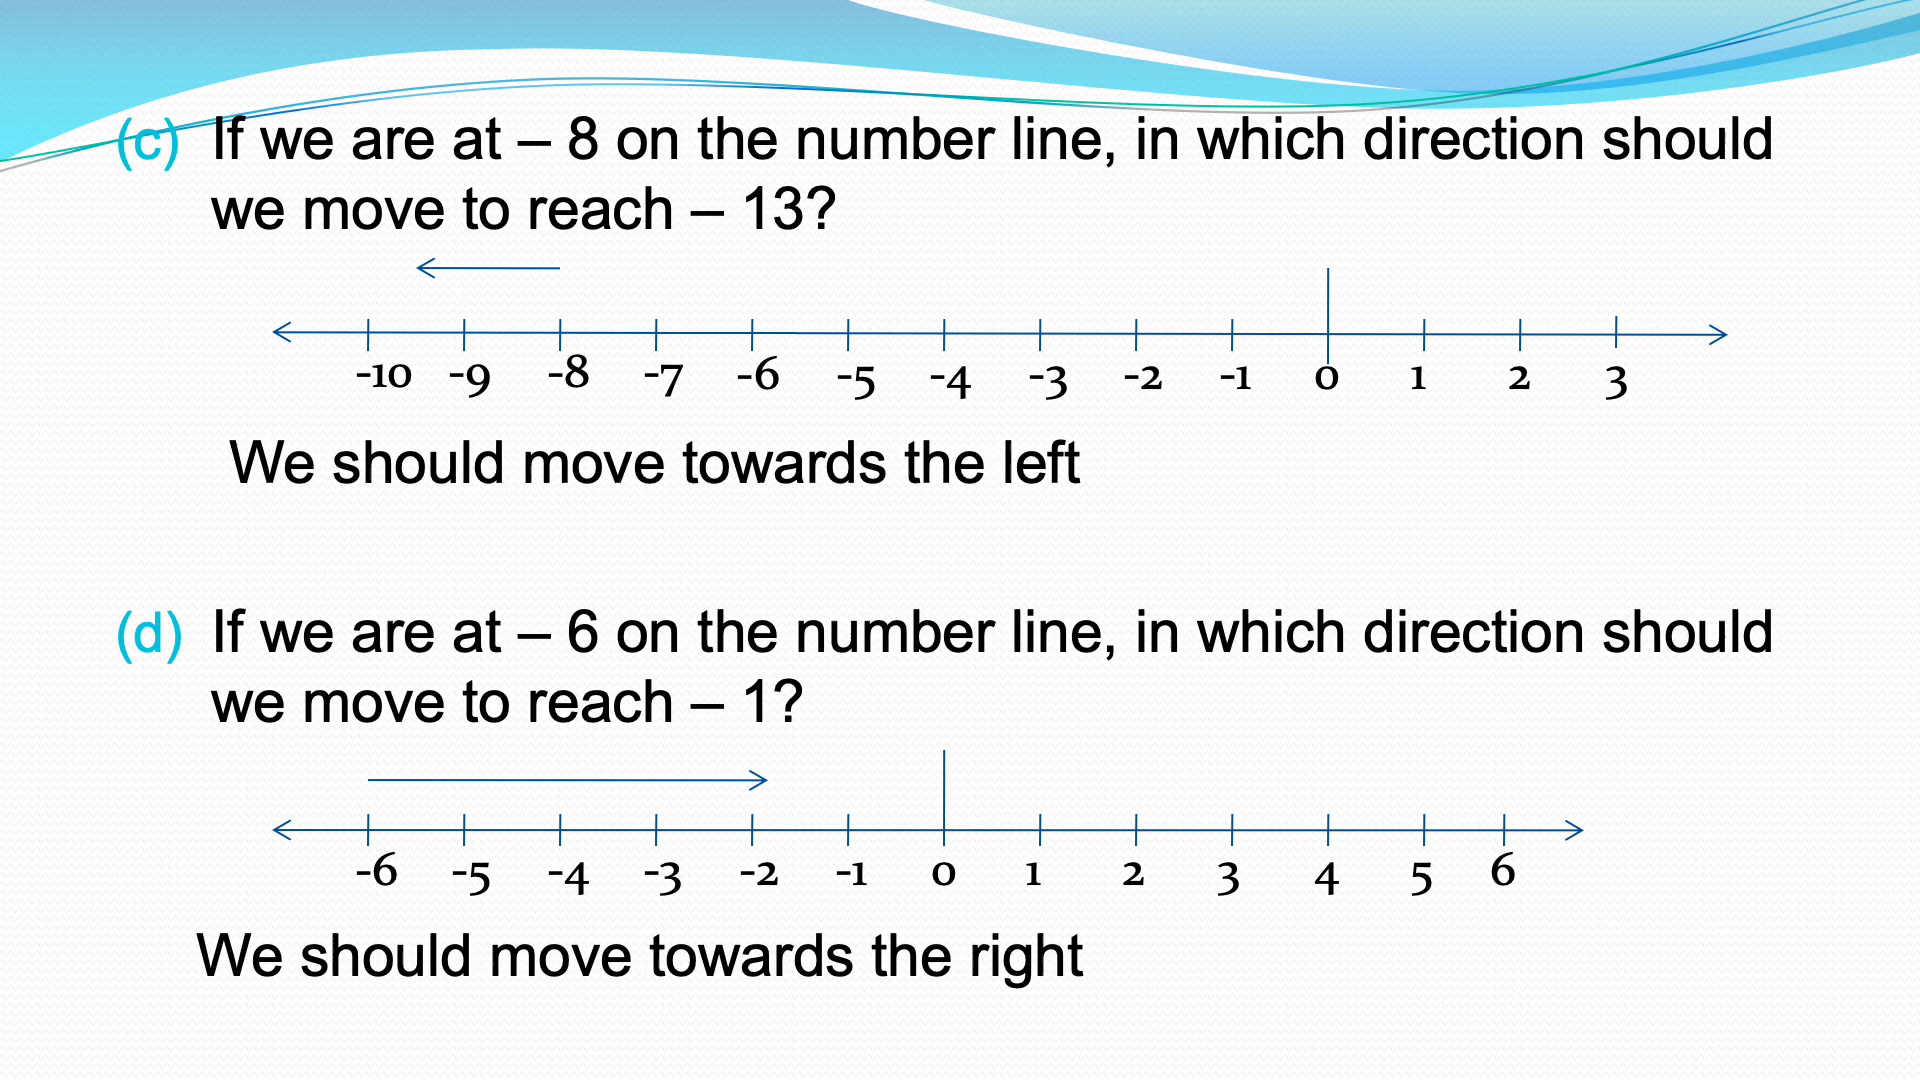 (c) If we are at – 8 on the number line, in which direction should
we move to reach – 13?
-10 -9 -8 -7 -6 -5 -4 -3 -2 -1 0 1 2 3
We should move towards the left
(d) If we are at – 6 on the number line, in which direction should
we move to reach – 1?
-6 -5 -4 -3 -2 -1 0 1 2 3 4 5 6
We should move towards the right